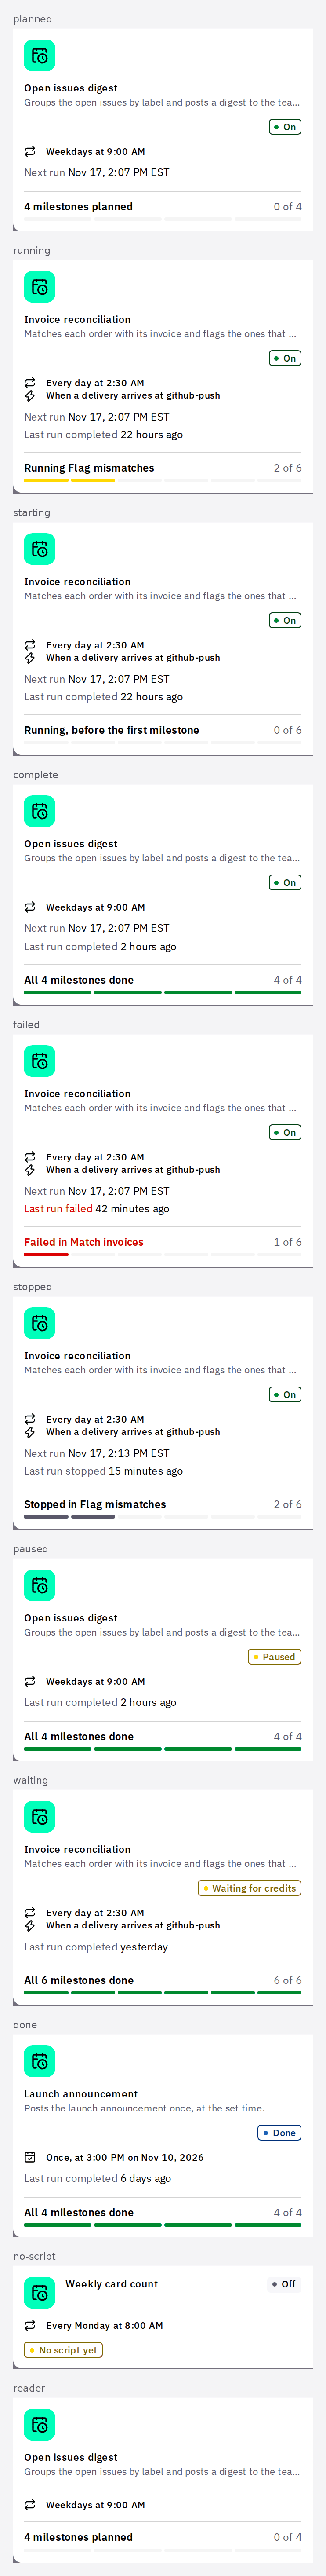 planned
Open issues digest
Groups the open issues by label and posts a digest to the tea...
On
Weekdays at 9:00 AM
Next run Nov 17, 2:07 PM EST
4 milestones planned 0 of 4
running
Invoice reconciliation
Matches each order with its invoice and flags the ones that ...
On
Every day at 2:30 AM
When a delivery arrives at github-push
Next run Nov 17, 2:07 PM EST
Last run completed 22 hours ago
Running Flag mismatches 2 of 6
starting
Invoice reconciliation
Matches each order with its invoice and flags the ones that ...
On
Every day at 2:30 AM
When a delivery arrives at github-push
Next run Nov 17, 2:07 PM EST
Last run completed 22 hours ago
Running, before the first milestone 0 of 6
complete
Open issues digest
Groups the open issues by label and posts a digest to the tea...
On
Weekdays at 9:00 AM
Next run Nov 17, 2:07 PM EST
Last run completed 2 hours ago
All 4 milestones done 4 of 4
failed
Invoice reconciliation
Matches each order with its invoice and flags the ones that ...
On
Every day at 2:30 AM
When a delivery arrives at github-push
Next run Nov 17, 2:07 PM EST
Last run failed 42 minutes ago
Failed in Match invoices 1 of 6
stopped
Invoice reconciliation
Matches each order with its invoice and flags the ones that ...
On
Every day at 2:30 AM
When a delivery arrives at github-push
Next run Nov 17, 2:13 PM EST
Last run stopped 15 minutes ago
Stopped in Flag mismatches 2 of 6
paused
Open issues digest
Groups the open issues by label and posts a digest to the tea...
Paused
Weekdays at 9:00 AM
Last run completed 2 hours ago
All 4 milestones done 4 of 4
waiting
Invoice reconciliation
Matches each order with its invoice and flags the ones that ...
Waiting for credits
Every day at 2:30 AM
When a delivery arrives at github-push
Last run completed yesterday
All 6 milestones done 6 of 6
done
Launch announcement
Posts the launch announcement once, at the set time.
Done
Once, at 3:00 PM on Nov 10, 2026
Last run completed 6 days ago
All 4 milestones done 4 of 4
no-script
Weekly card count Off
Every Monday at 8:00 AM
No script yet
reader
Open issues digest
Groups the open issues by label and posts a digest to the tea...
Weekdays at 9:00 AM
4 milestones planned 0 of 4